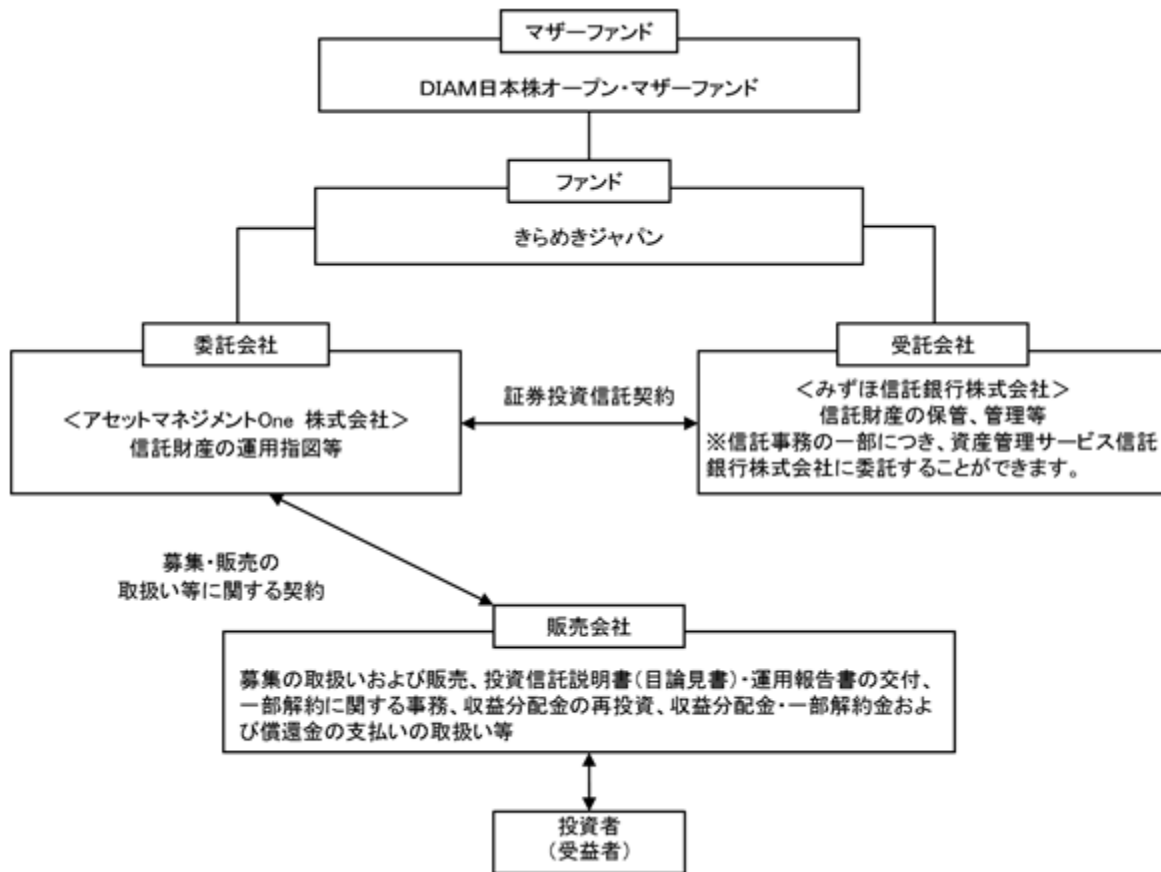 マザーファンド
DIAM日本株オープン・マザーファンド
ファンド
きらめきジャパン
委託会社
<アセットマネジメントOne 株式会社>
信託財産の運用指図等
証券投資信託契約
受託会社
<みずほ信託銀行株式会社>
信託財産の保管、管理等
※信託事務の一部につき、資産管理サービス信託
銀行株式会社に委託することができます。
募集・販売の
取扱い等に関する契約
販売会社
募集の取扱いおよび販売、投資信託説明書(目論見書)・運用報告書の交付、
一部解約に関する事務、収益分配金の再投資、収益分配金・一部解約金およ
び償還金の支払いの取扱い等
投資者
(受益者)